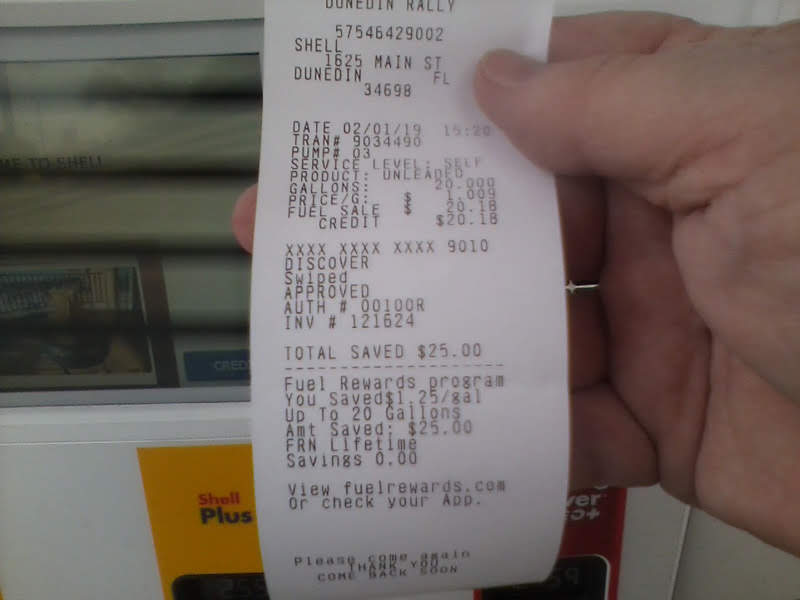 DUNEDIN RALLY
57546429002
SHELL
1625 MAIN ST
DUNEDIN FL
34698
DATE 02/01/19 15:20
TRAN# 9034490
PUMP# 03
SERVICE LEVEL: SELF
PRODUCT: UNLEADED
GALLONS: 20.000
PRICE/G: $ 1.009
FUEL SALE $ 20.18
CREDIT $20.18
XXXX XXXX XXXX 9010
DISCOVER
Swiped
APPROVED
AUTH # 00100R
INV # 121624
TOTAL SAVED $25.00
Fuel Rewards program
You Saved$1.25/gal
Up To 20 Gallons
Amt Saved: $25.00
FRN Lifetime
Savings 0.00
View fuelrewards.com
Or check your App.
Please come again
THANK YOU
COME BACK SOON
ME TO SHELL
CRED
Shell
Plus